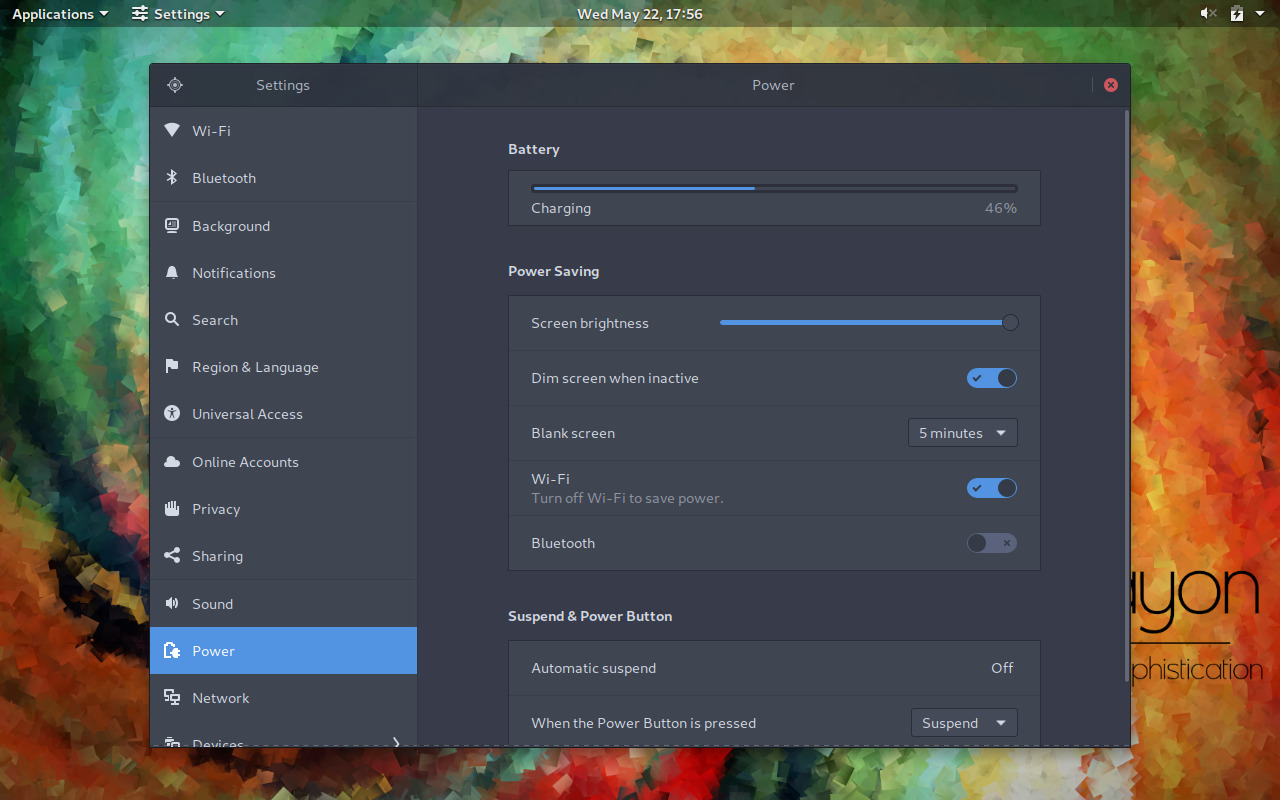 Applications
Settings
Wed May 22, 17:56
Settings
Power
Wi-Fi
Bluetooth
Background
Notifications
Search
Region & Language
Universal Access
Online Accounts
Privacy
Sharing
Sound
Power
Network
Devices
Battery
Charging
46%
Power Saving
Screen brightness
Dim screen when inactive
Blank screen
5 minutes
Wi-Fi
Turn off Wi-Fi to save power.
Bluetooth
Suspend & Power Button
Automatic suspend
Off
When the Power Button is pressed
Suspend
ayon
phistication